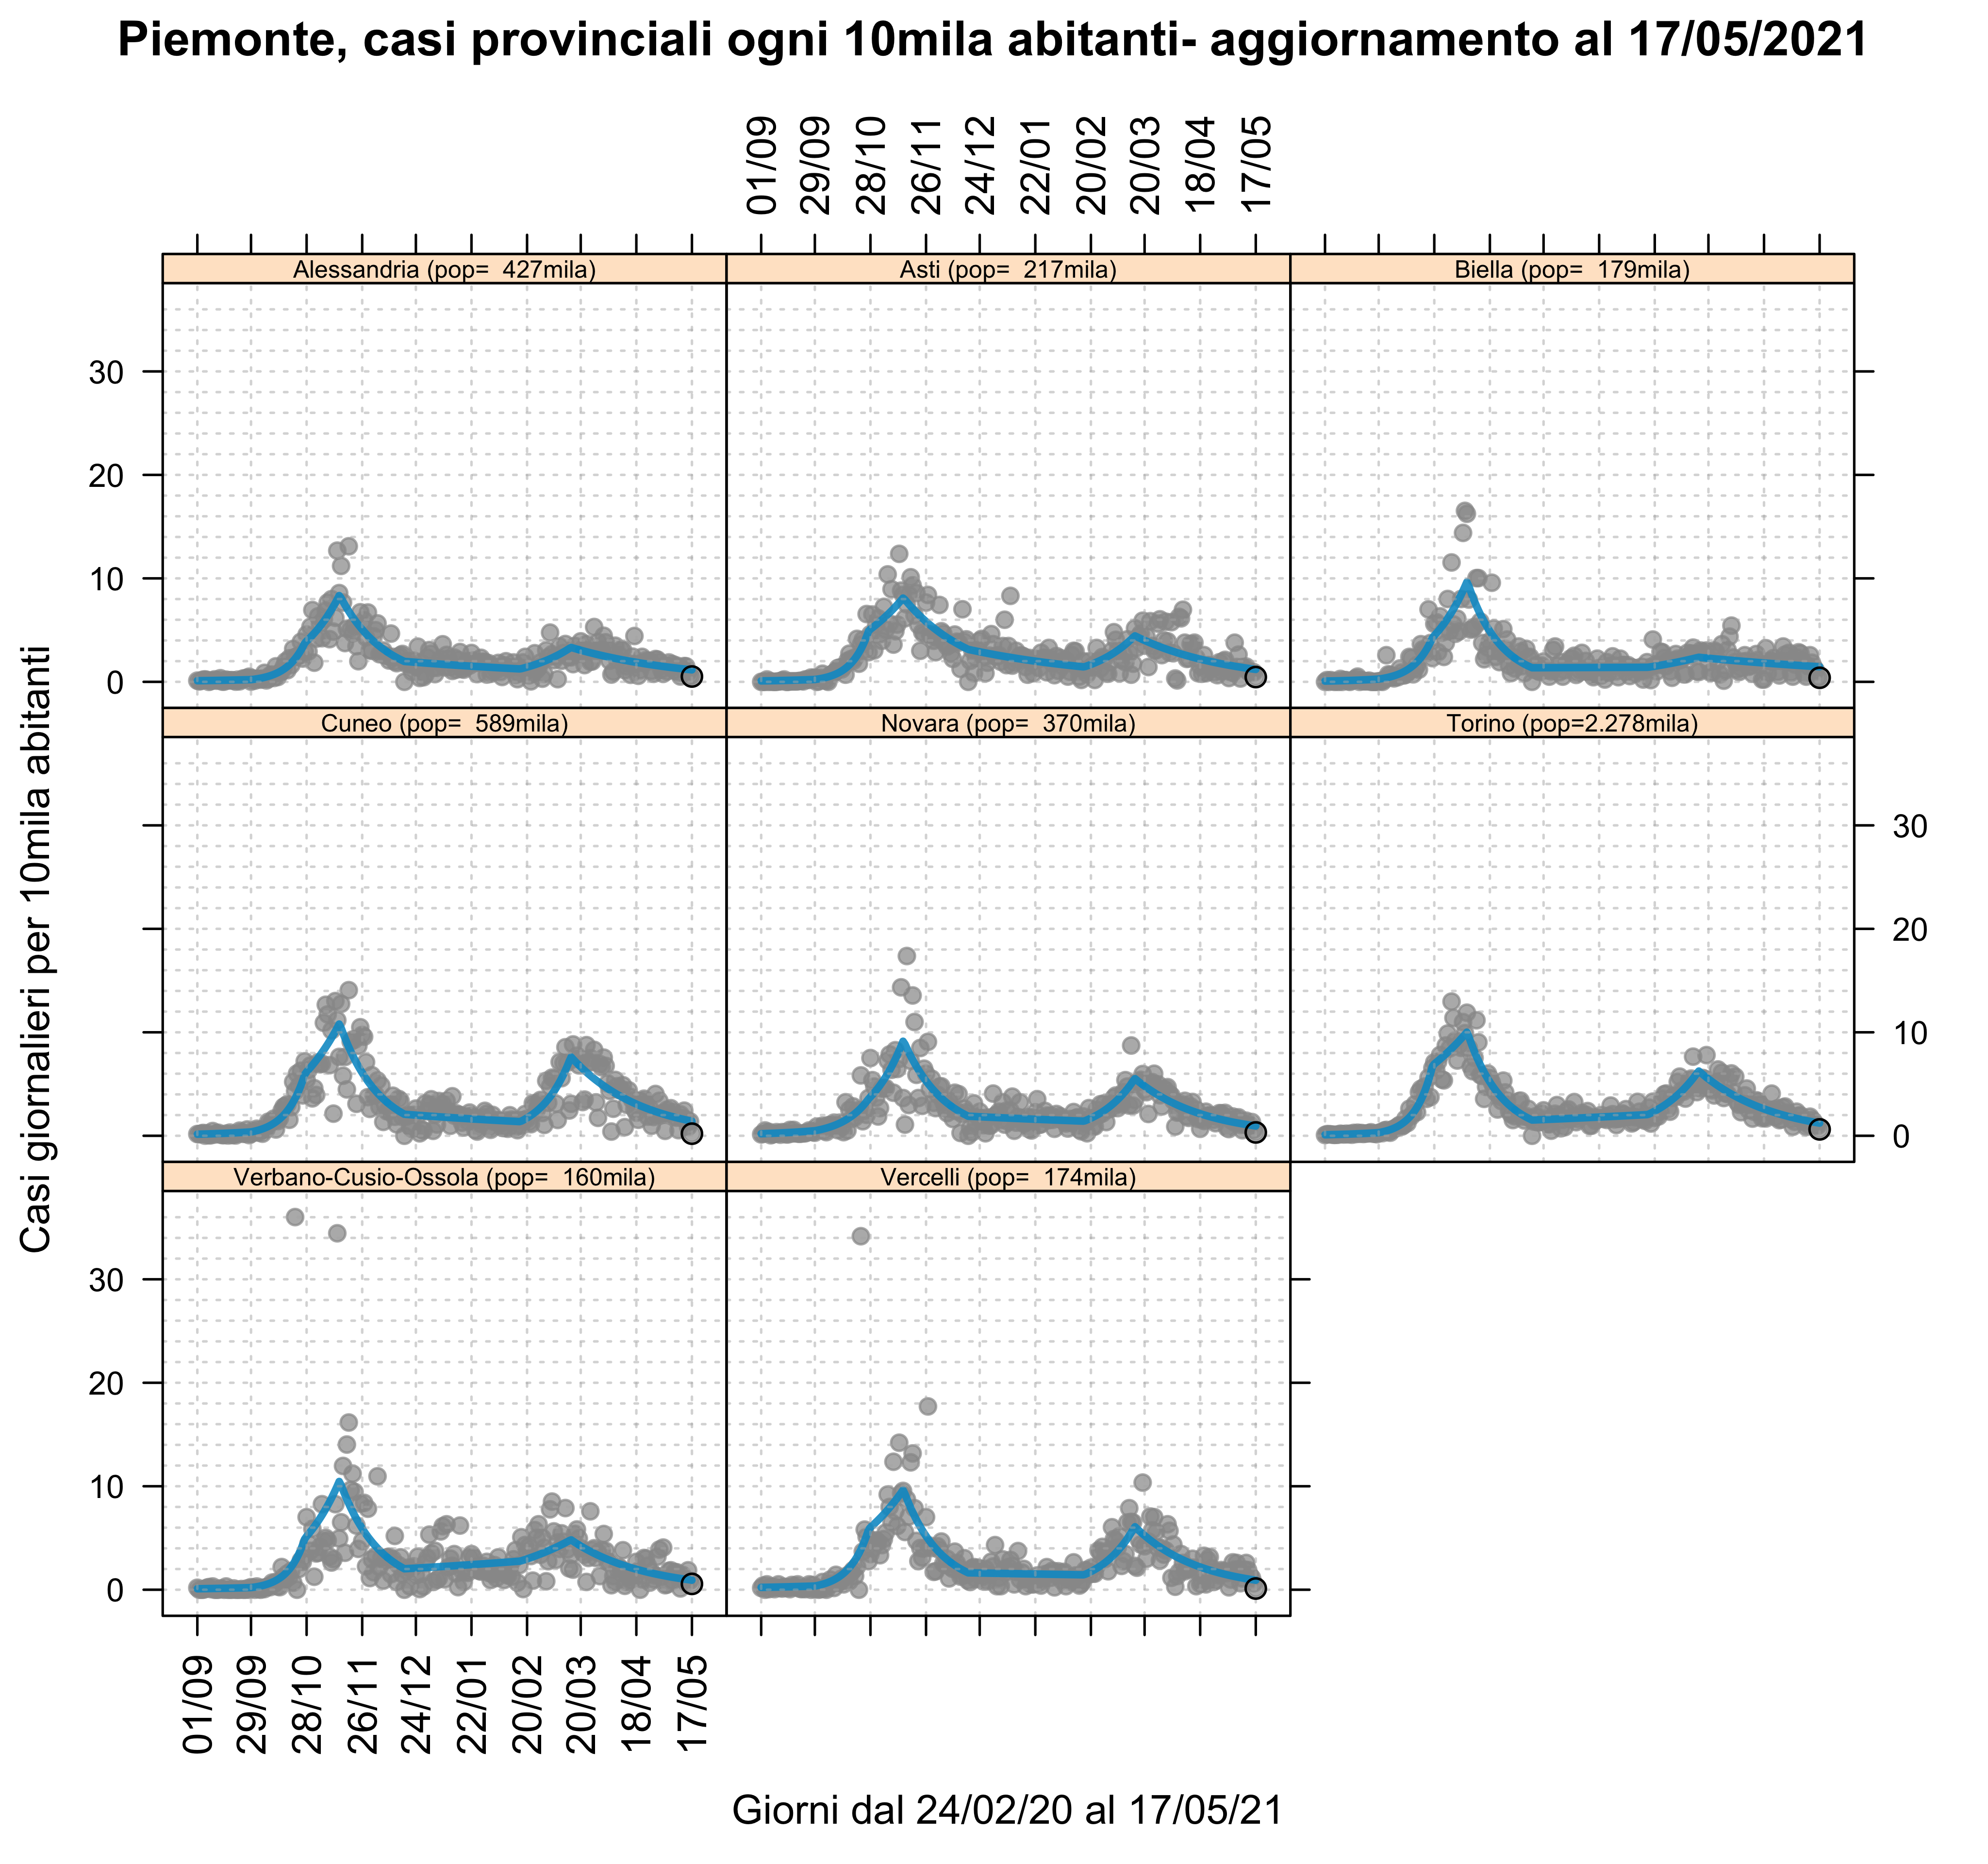 Piemonte, casi provinciali ogni 10mila abitanti- aggiornamento al 17/05/2021
01/09 29/09 28/10 26/11 24/12 22/01 20/02 20/03 18/04 17/05
Alessandria (pop=  427mila)
Asti (pop=  217mila)
Biella (pop=  179mila)
30
20
10
0
Cuneo (pop=  589mila)
Novara (pop=  370mila)
Torino (pop=2.278mila)
30
20
10
0
Verbano-Cusio-Ossola (pop=  160mila)
Vercelli (pop=  174mila)
30
20
10
0
01/09 29/09 28/10 26/11 24/12 22/01 20/02 20/03 18/04 17/05
Casi giornalieri per 10mila abitanti
Giorni dal 24/02/20 al 17/05/21